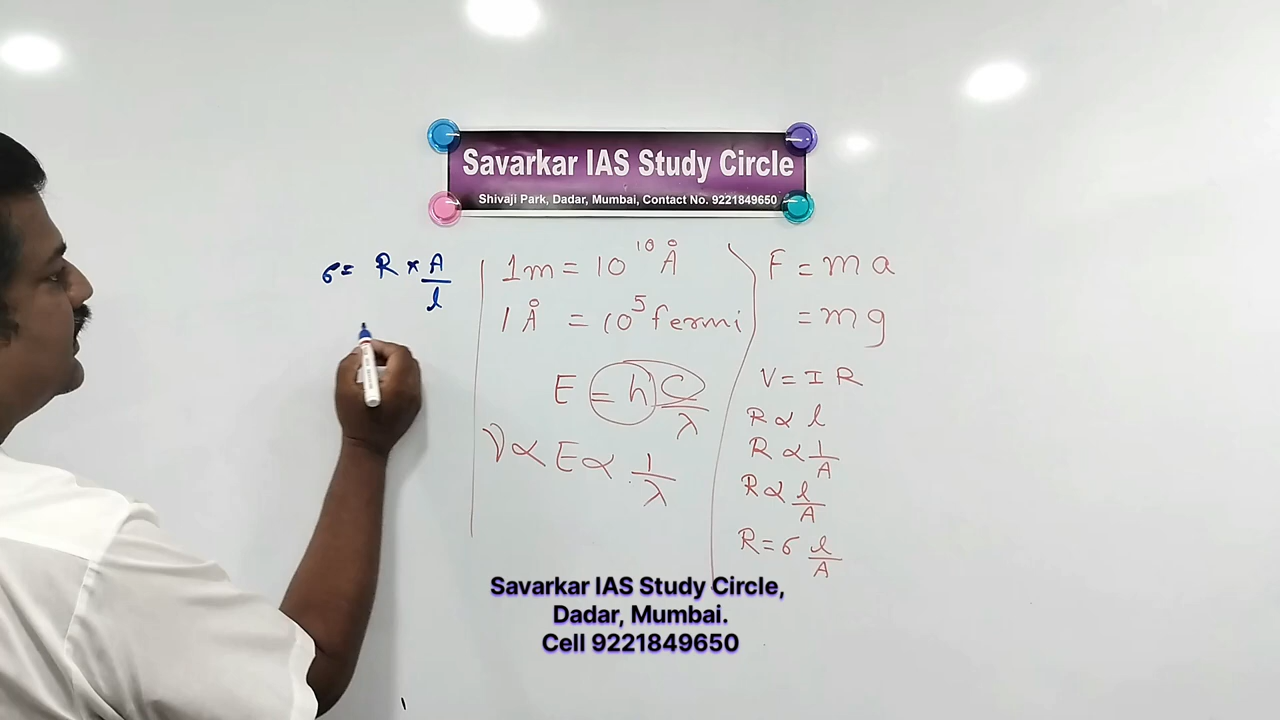 Savarkar IAS Study Circle
Shivaji Park, Dadar, Mumbai, Contact No. 9221849650
σ = R × A/l
1m = 10¹⁰ Å
1 Å = 10⁵ fermi
E = h C/λ
ν ∝ E ∝ 1/λ
F = m a
= m g
V = I R
R ∝ l
R ∝ 1/A
R ∝ l/A
R = σ l/A
Savarkar IAS Study Circle,
Dadar, Mumbai.
Cell 9221849650